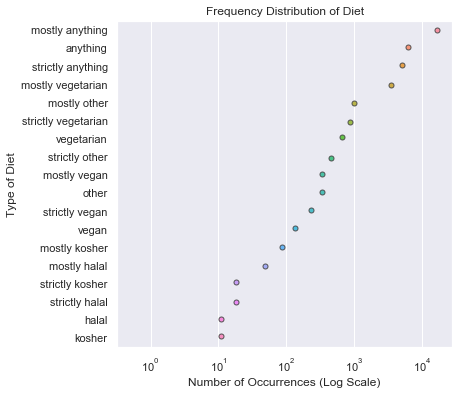 Frequency Distribution of Diet
mostly anything
anything
strictly anything
mostly vegetarian
mostly other
strictly vegetarian
vegetarian
strictly other
mostly vegan
other
strictly vegan
vegan
mostly kosher
mostly halal
strictly kosher
strictly halal
halal
kosher
Type of Diet
10⁰ 10¹ 10² 10³ 10⁴
Number of Occurrences (Log Scale)